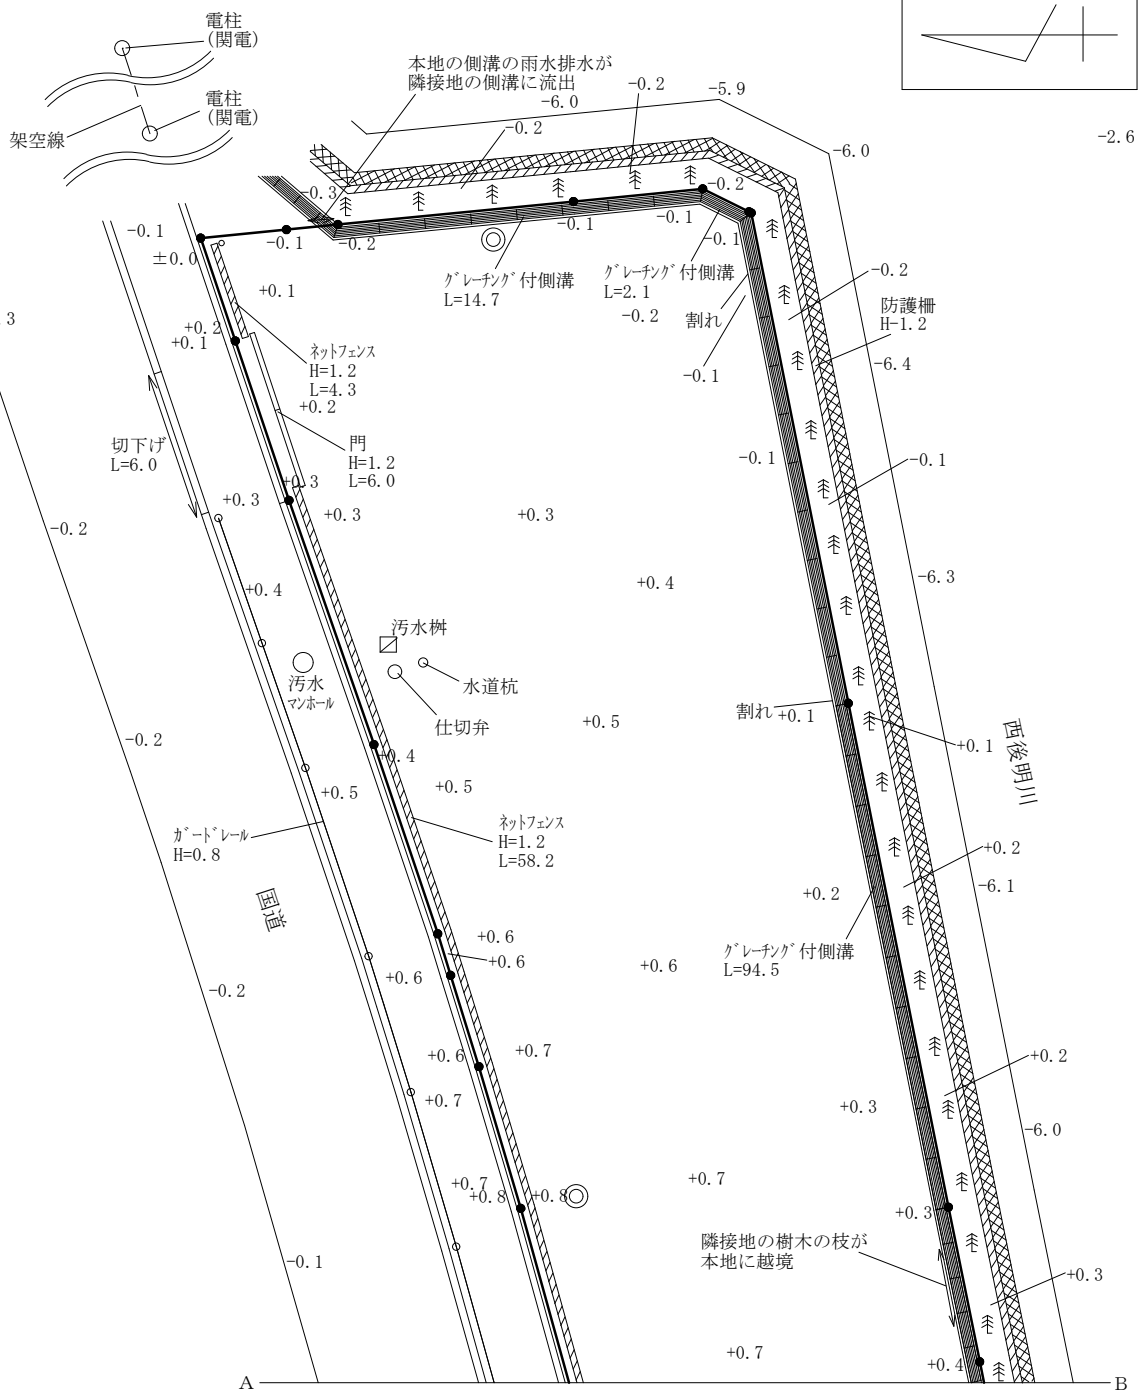 電柱
(関電)
本地の側溝の雨水排水が
隣接地の側溝に流出
-0.2
-5.9
-6.0
電柱
(関電)
架空線
-0.2
-2.6
-6.0
-0.3
-0.2
-0.1
-0.1
-0.2
-0.1
-0.1
-0.1
±0.0
グレーチング付側溝
L=14.7
グレーチング付側溝
L=2.1
-0.2
-0.2
防護柵
H-1.2
+0.1
3
+0.2
+0.1
割れ
ネットフェンス
H=1.2
L=4.3
-6.4
-0.1
+0.2
切下げ
L=6.0
門
H=1.2
L=6.0
-0.1
-0.1
+0.3
+0.3
+0.3
+0.3
-0.2
+0.4
-6.3
+0.4
汚水桝
汚水
マンホール
水道杭
仕切弁
割れ
+0.1
+0.5
-0.2
+0.4
+0.1
西後明川
+0.5
+0.5
ガードレール
H=0.8
ネットフェンス
H=1.2
L=58.2
+0.2
-6.1
国道
+0.2
+0.6
+0.6
グレーチング付側溝
L=94.5
+0.6
+0.6
-0.2
+0.6
+0.7
+0.2
+0.7
+0.3
-6.0
+0.7
+0.8
+0.8
+0.7
+0.3
隣接地の樹木の枝が
本地に越境
-0.1
+0.3
+0.7
+0.4
A
B